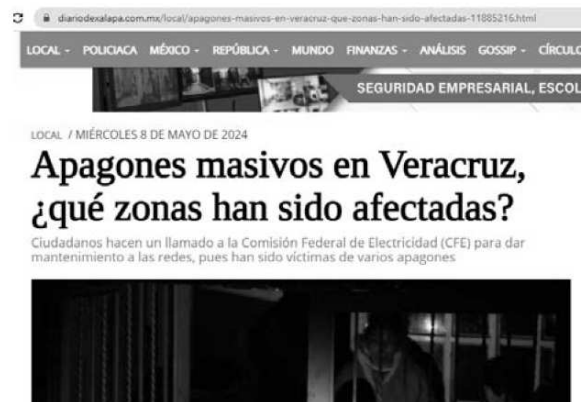 diariodexalapa.com.mx/local/apagones-masivos-en-veracruz-que-zonas-han-sido-afectadas-11885216.html
LOCAL POLICIACA MÉXICO REPÚBLICA MUNDO FINANZAS ANÁLISIS GOSSIP CÍRCULO
SEGURIDAD EMPRESARIAL, ESCOL
LOCAL / MIÉRCOLES 8 DE MAYO DE 2024
Apagones masivos en Veracruz,
¿qué zonas han sido afectadas?
Ciudadanos hacen un llamado a la Comisión Federal de Electricidad (CFE) para dar
mantenimiento a las redes, pues han sido víctimas de varios apagones